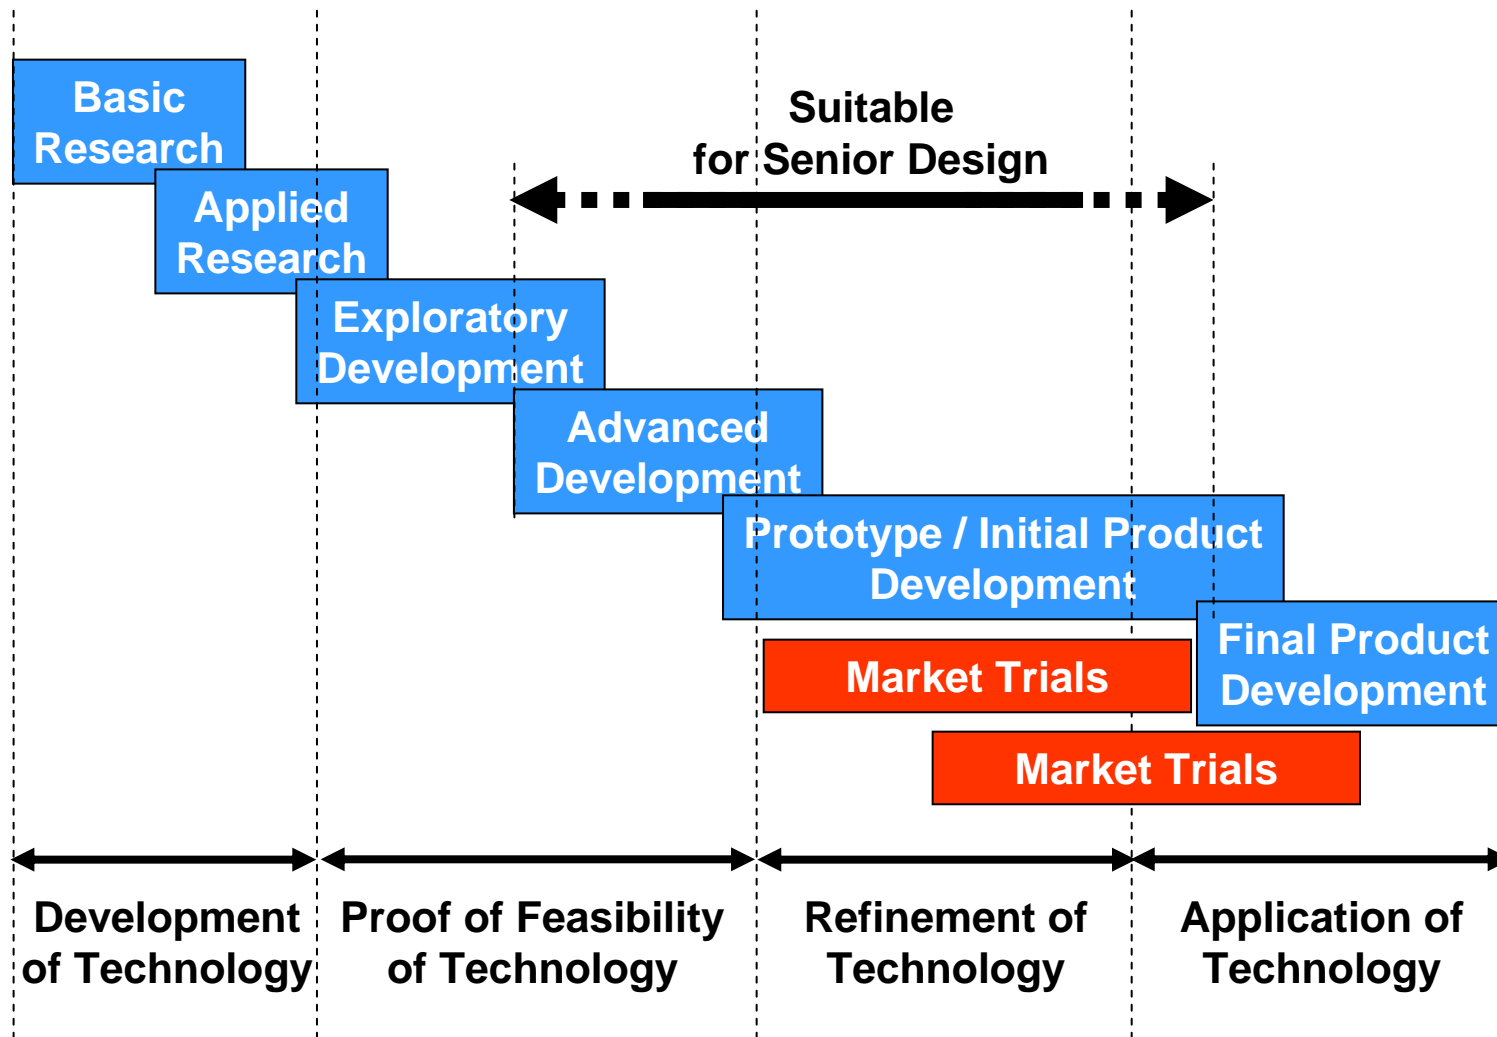 Basic
Research
Suitable
for Senior Design
Applied
Research
Exploratory
Development
Advanced
Development
Prototype / Initial Product
Development
Final Product
Development
Market Trials
Market Trials
Development
of Technology
Proof of Feasibility
of Technology
Refinement of
Technology
Application of
Technology